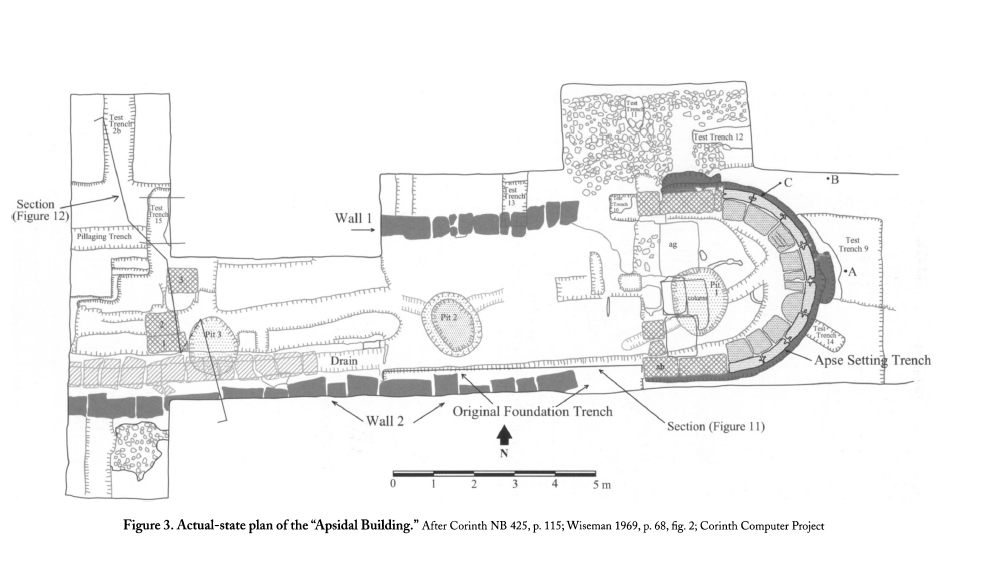 Test
Trench
2b
Section
(Figure 12)
Test
Trench
15
Pillaging Trench
Wall 1
Test
Trench
13
Test
Trench
11
Test Trench 12
Test
Trench
B
C
A
Test
Trench 9
ag
Pit
1
column
Pit 2
2
3
Pit 3
Drain
ab
Test
Trench
14
Apse Setting Trench
Wall 2
Original Foundation Trench
Section (Figure 11)
N
0 1 2 3 4 5 m
Figure 3. Actual-state plan of the “Apsidal Building.” After Corinth NB 425, p. 115; Wiseman 1969, p. 68, fig. 2; Corinth Computer Project